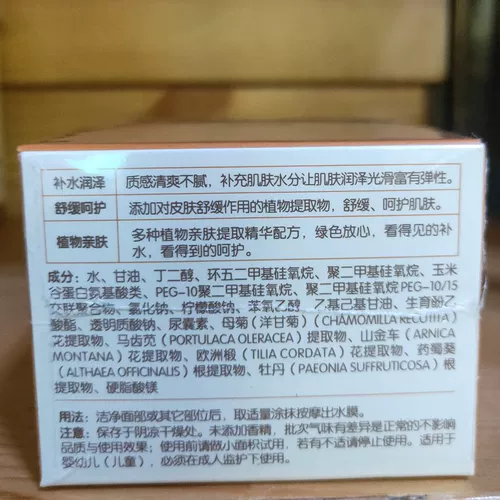 补水润泽 质感清爽不腻，补充肌肤水分让肌肤润泽光滑富有弹性。
舒缓呵护 添加对皮肤舒缓作用的植物提取物，舒缓、呵护肌肤。
植物亲肤 多种植物亲肤提取精华配方，绿色放心，看得见的补
水，看得到的呵护。
成分：水、甘油、丁二醇、环五二甲基硅氧烷、聚二甲基硅氧烷、玉米
谷蛋白氨基酸类、PEG-10聚二甲基硅氧烷、聚二甲基硅氧烷PEG-10/15
交联聚合物、氯化钠、柠檬酸钠、苯氧乙醇、乙基己基甘油、生育酚乙
酸酯、透明质酸钠、尿囊素、母菊（洋甘菊）(CHAMOMILLA RECUTITA)
花提取物、马齿苋 (PORTULACA OLERACEA) 提取物、山金车 (ARNICA
MONTANA) 花提取物、欧洲椴 (TILIA CORDATA) 花提取物、药蜀葵
(ALTHAEA OFFICINALIS) 根提取物、牡丹 (PAEONIA SUFFRUTICOSA) 根
提取物、硬脂酸镁
用法：洁净面部或其它部位后，取适量涂抹按摩出水膜。
注意：保存于阴凉干燥处。未添加香精，批次气味有差异是正常的不影响
品质与使用效果；使用前请做小面积试用，若有不适请停止使用。适用于
婴幼儿（儿童），必须在成人监护下使用。